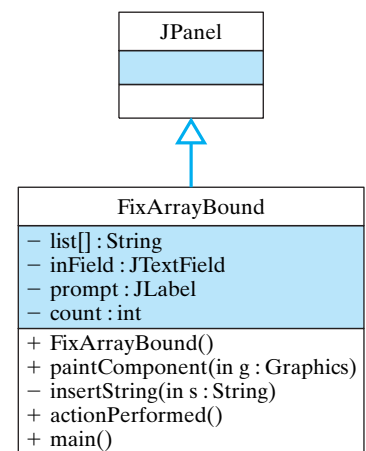 JPanel
FixArrayBound
− list[] : String
− inField : JTextField
− prompt : JLabel
− count : int
+ FixArrayBound()
+ paintComponent(in g : Graphics)
− insertString(in s : String)
+ actionPerformed()
+ main()